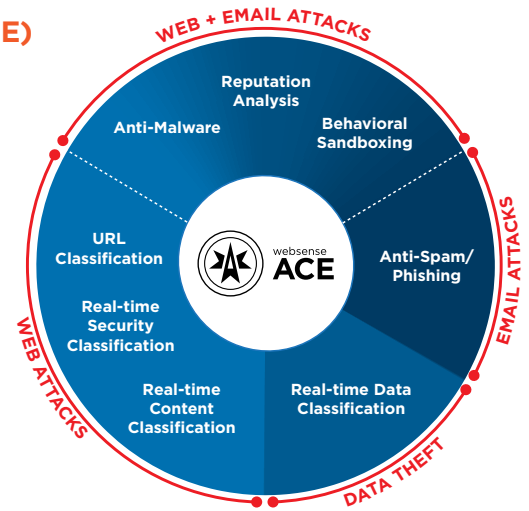 E)
WEB + EMAIL ATTACKS
Reputation
Analysis
Anti-Malware
Behavioral
Sandboxing
URL
Classification
websense
ACE
Anti-Spam/
Phishing
EMAIL ATTACKS
Real-time
Security
Classification
WEB ATTACKS
Real-time
Content
Classification
Real-time Data
Classification
DATA THEFT